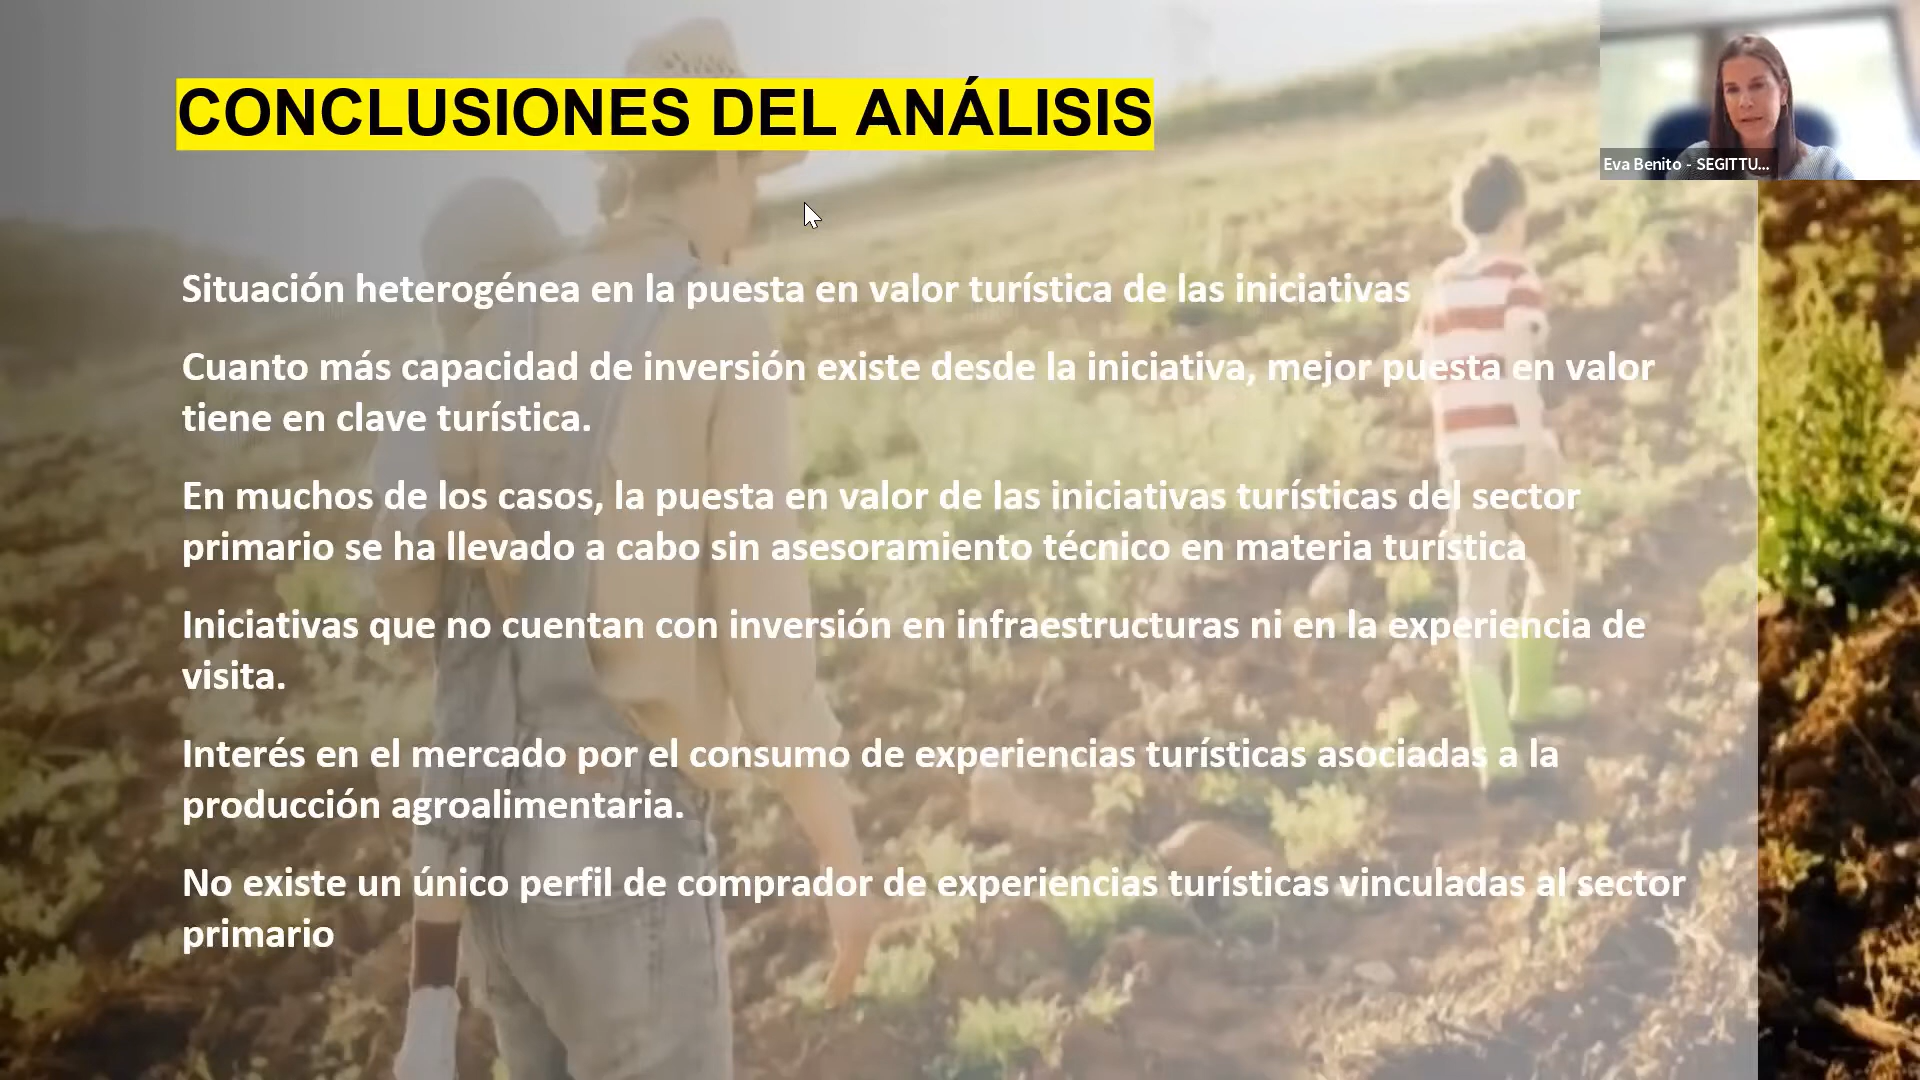 CONCLUSIONES DEL ANÁLISIS
Eva Benito - SEGITTU...
Situación heterogénea en la puesta en valor turística de las iniciativas
Cuanto más capacidad de inversión existe desde la iniciativa, mejor puesta en valor
tiene en clave turística.
En muchos de los casos, la puesta en valor de las iniciativas turísticas del sector
primario se ha llevado a cabo sin asesoramiento técnico en materia turística
Iniciativas que no cuentan con inversión en infraestructuras ni en la experiencia de
visita.
Interés en el mercado por el consumo de experiencias turísticas asociadas a la
producción agroalimentaria.
No existe un único perfil de comprador de experiencias turísticas vinculadas al sector
primario